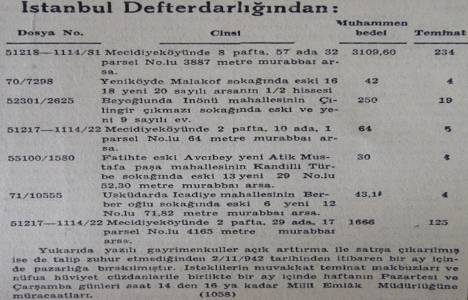 İstanbul Defterdarlığından:
Dosya No. Cinsi Muhammen bedel Teminat
51218—1114/81 Mecidiyeköyünde 8 pafta, 57 ada 32 3109,60 234
parsel No.lu 3887 metre murabbaı ar-
sa.
70/7298 Yeniköyde Malakof sokağında eski 16 42 4
18 yeni 20 sayılı arsanın 1/2 hissesi
52301/2625 Beyoğlunda İnönü mahallesinin Çi- 250 19
lingir çıkmazı sokağında eski ve ye-
ni 9 sayılı ev.
51217—1114/22 Mecidiyeköyünde 2 pafta, 10 ada, 1 64 5
parsel No.lu 64 metre murabbaı ar-
sa.
55100/1580 Fatihte eski Avcıbey yeni Atik Mus- 30 4
tafa paşa mahallesinin Kandilli Tür-
be sokağında eski 13 yeni 29 No.lu
52,30 metre murabbaı arsa.
71/10555 Üsküdarda İcadiye mahallesinin Ber- 43,1 4
ber oğlu sokağında eski 6 yeni 12
No.lu 71,82 metre murabbaı arsa.
51217—1114/22 Mecidiyeköyünde 2 pafta, 29 ada, 17 1666 125
parsel No.lu 4165 metre murabbaı
arsa.
Yukarıda yazılı gayrimenkuller açık arttırma ile satışa çıkarılmış
ise de talip zuhur etmediğinden 2/11/942 tarihinden itibaren bir ay için-
de pazarlığa bırakılmıştır. İsteklilerin muvakkat teminat makbuzları ve
nüfus hüviyet cüzdanlarile birlikte bir ay içinde haftanın Pazartesi ve
Çarşamba günleri saat 14 den 16 ya kadar Millî Emlâk Müdürlüğüne
müracaatları. (1058)